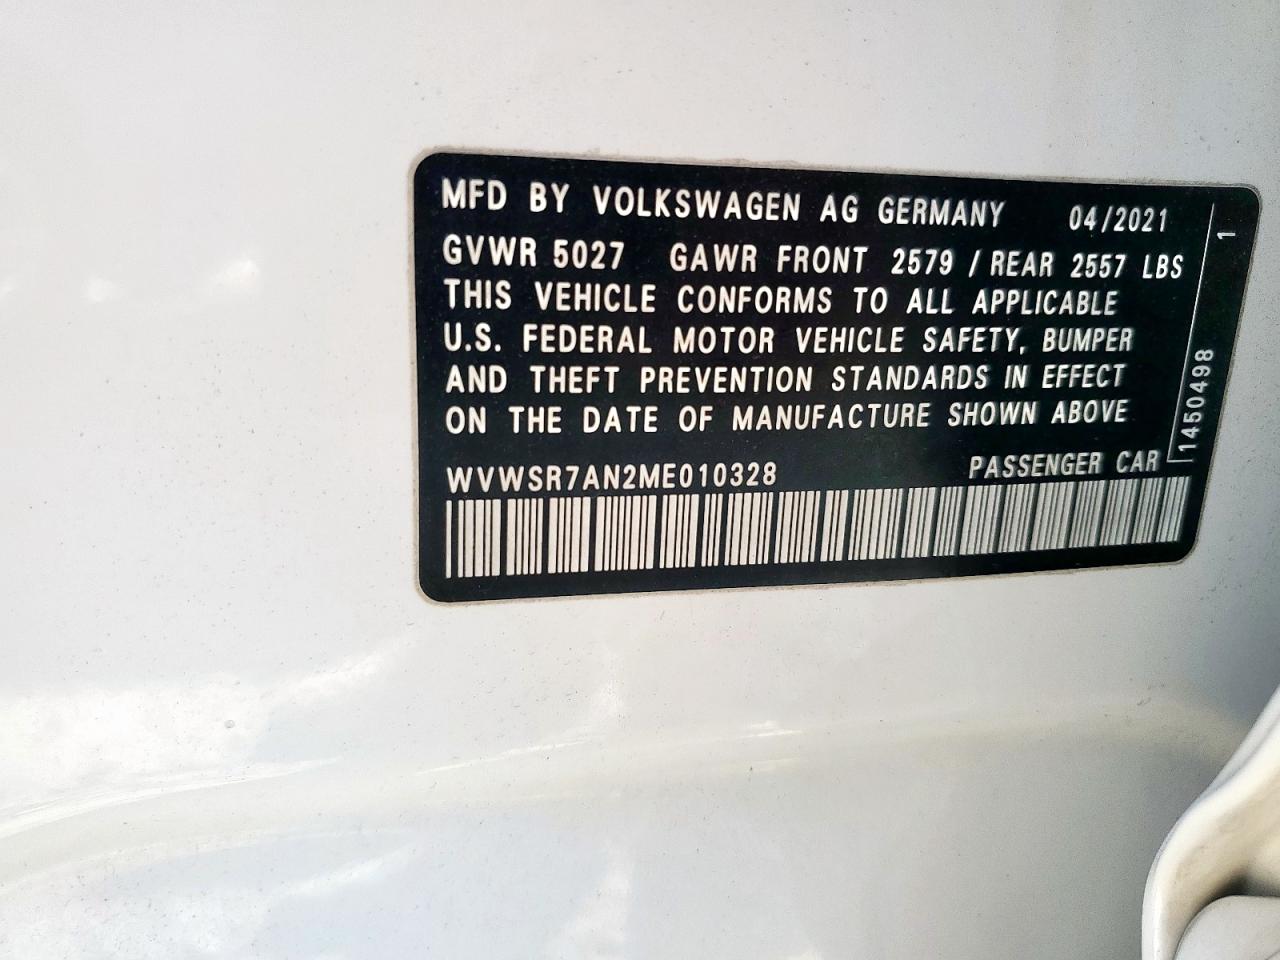 MFD BY VOLKSWAGEN AG GERMANY 04/2021
GVWR 5027 GAWR FRONT 2579 / REAR 2557 LBS
THIS VEHICLE CONFORMS TO ALL APPLICABLE
U.S. FEDERAL MOTOR VEHICLE SAFETY, BUMPER
AND THEFT PREVENTION STANDARDS IN EFFECT
ON THE DATE OF MANUFACTURE SHOWN ABOVE
WVWSR7AN2ME010328 PASSENGER CAR
1450498 1